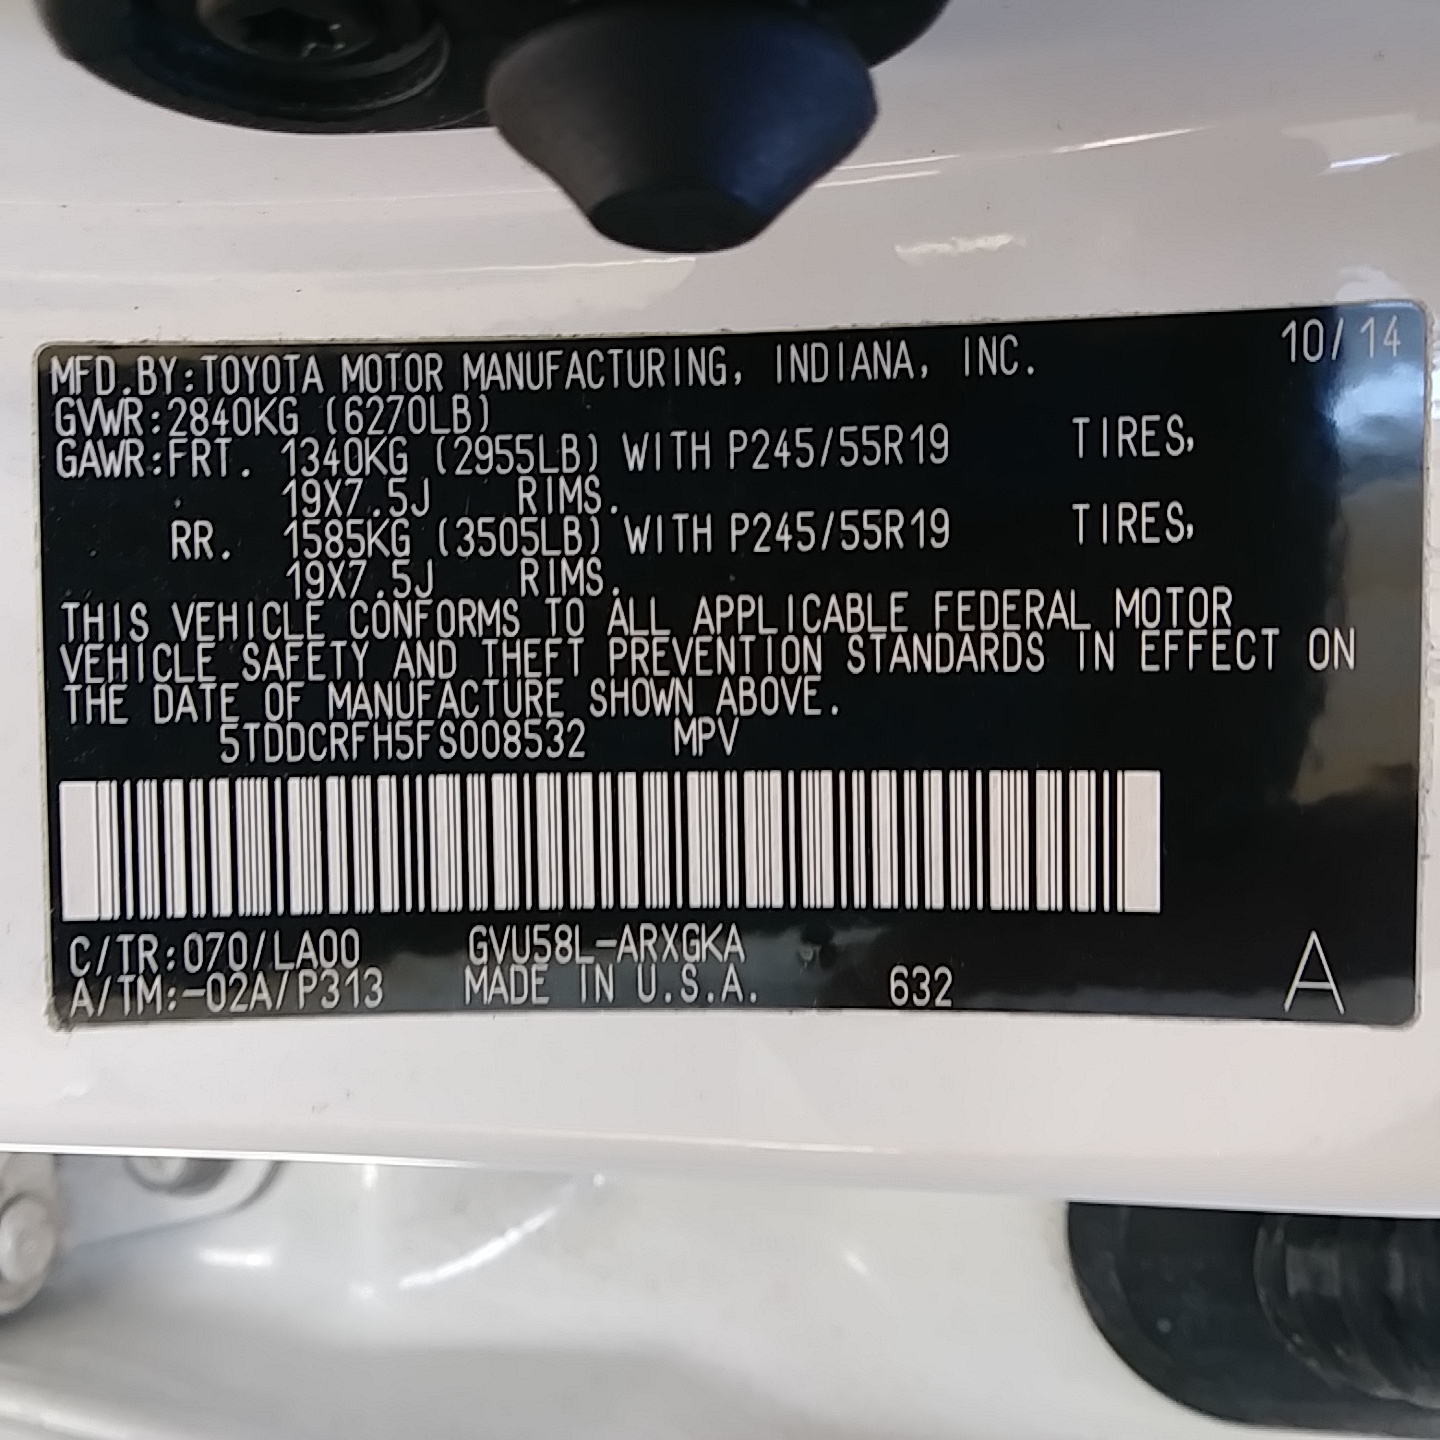 10/14
MFD.BY:TOYOTA MOTOR MANUFACTURING, INDIANA, INC.
GVWR:2840KG (6270LB)
GAWR:FRT. 1340KG (2955LB) WITH P245/55R19 TIRES,
19X7.5J RIMS.
RR. 1585KG (3505LB) WITH P245/55R19 TIRES,
19X7.5J RIMS.
THIS VEHICLE CONFORMS TO ALL APPLICABLE FEDERAL MOTOR
VEHICLE SAFETY AND THEFT PREVENTION STANDARDS IN EFFECT ON
THE DATE OF MANUFACTURE SHOWN ABOVE.
5TDDCRFH5FS008532 MPV
C/TR:070/LA00 GVU58L-ARXGKA
A/TM:-02A/P313 MADE IN U.S.A. 632 A